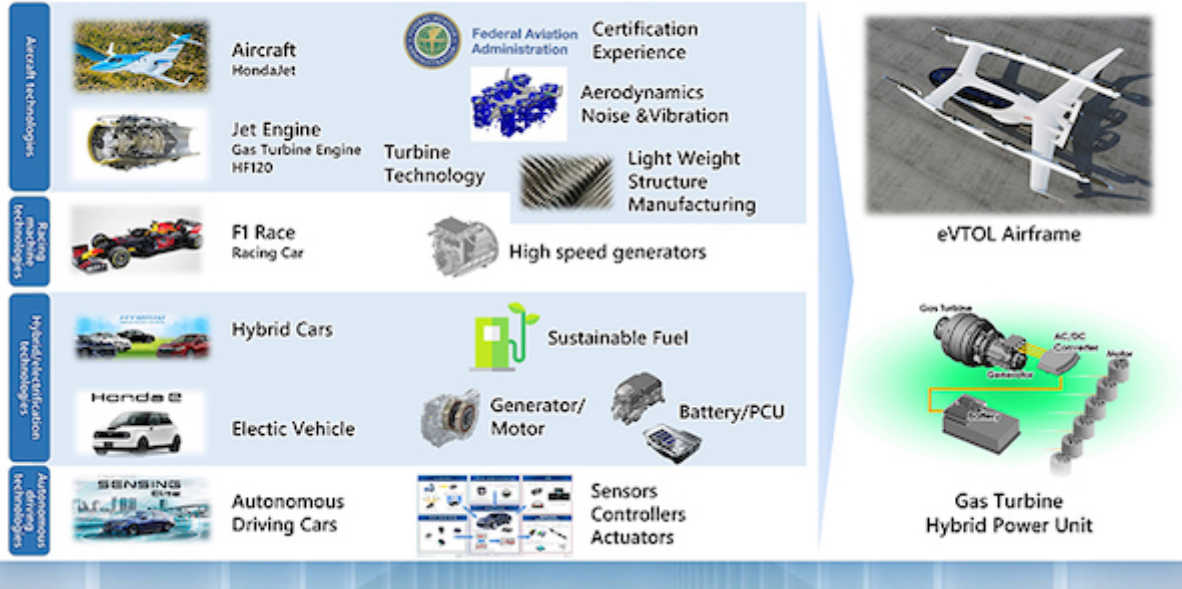 Aircraft technologies
Aircraft
HondaJet
Federal Aviation
Administration
Certification
Experience
Aerodynamics
Noise &Vibration
Jet Engine
Gas Turbine Engine
HF120
Turbine
Technology
Light Weight
Structure
Manufacturing
Racing
machine
technologies
F1 Race
Racing Car
High speed generators
Hybrid/electrification
technologies
Hybrid Cars
Sustainable Fuel
Honda e
Electic Vehicle
Generator/
Motor
Battery/PCU
Autonomous
driving
technologies
SENSING
Elite
Autonomous
Driving Cars
Sensors
Controllers
Actuators
eVTOL Airframe
Gas Turbine
Generator
AC/DC
Converter
Motor
Battery
Gas Turbine
Hybrid Power Unit